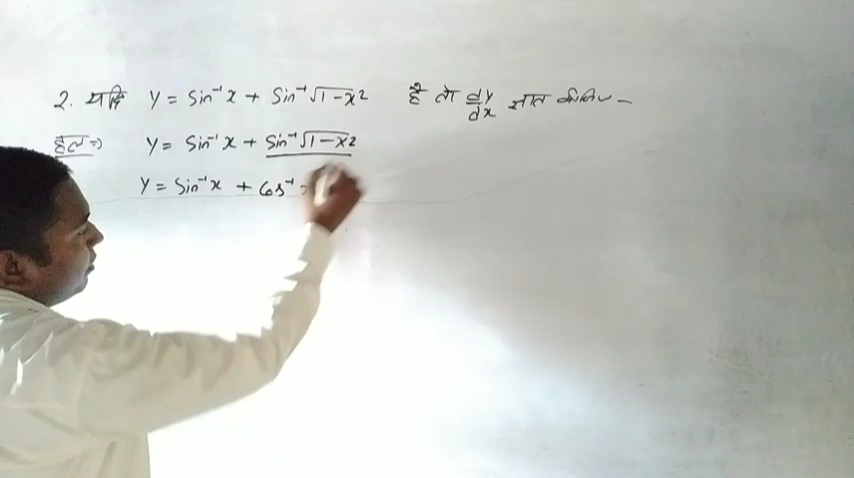 2. यदि y = Sin⁻¹x + Sin⁻¹√1-x² है तो dy/dx ज्ञात कीजिए -
हल ⇒ y = Sin⁻¹x + Sin⁻¹√1-x²
y = Sin⁻¹x + Cos⁻¹